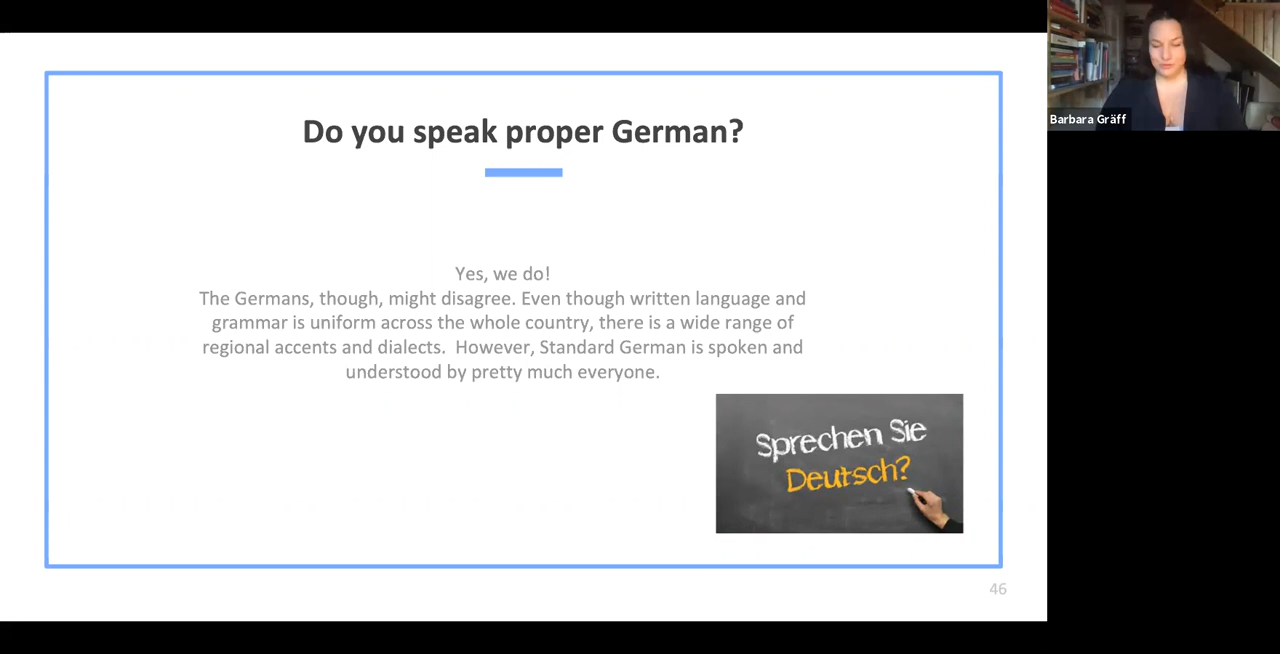 Do you speak proper German?
Yes, we do!
The Germans, though, might disagree. Even though written language and
grammar is uniform across the whole country, there is a wide range of
regional accents and dialects.  However, Standard German is spoken and
understood by pretty much everyone.
Sprechen Sie
Deutsch?
46
Barbara Gräff